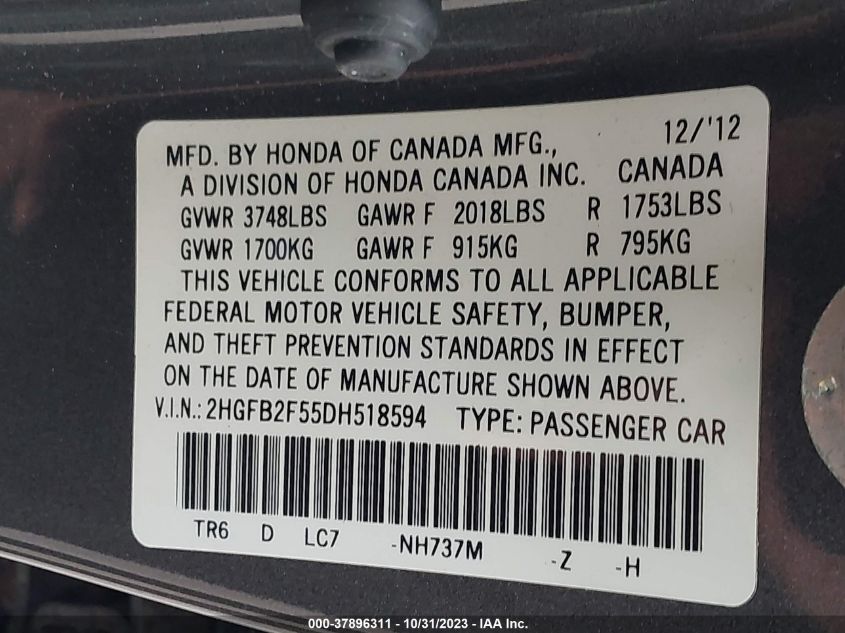 12/'12
MFD. BY HONDA OF CANADA MFG.,
A DIVISION OF HONDA CANADA INC. CANADA
GVWR 3748LBS GAWR F 2018LBS R 1753LBS
GVWR 1700KG GAWR F 915KG R 795KG
THIS VEHICLE CONFORMS TO ALL APPLICABLE
FEDERAL MOTOR VEHICLE SAFETY, BUMPER,
AND THEFT PREVENTION STANDARDS IN EFFECT
ON THE DATE OF MANUFACTURE SHOWN ABOVE.
V.I.N.: 2HGFB2F55DH518594 TYPE: PASSENGER CAR
TR6 D LC7 -NH737M -Z -H
000-37896311 - 10/31/2023 - IAA Inc.